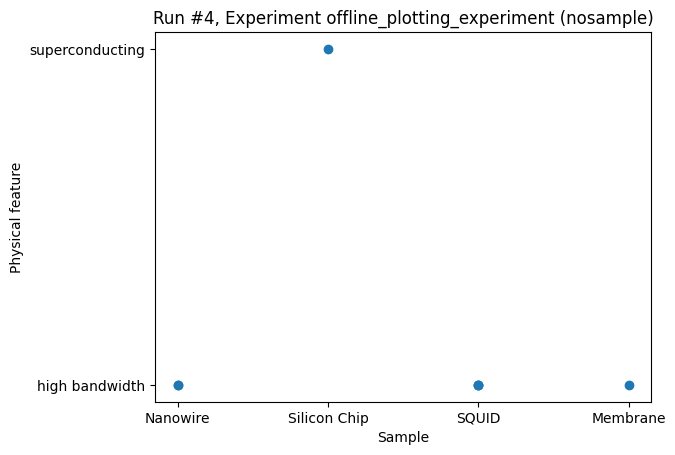 Run #4, Experiment offline_plotting_experiment (nosample)
superconducting
Physical feature
high bandwidth
Nanowire
Silicon Chip
SQUID
Membrane
Sample